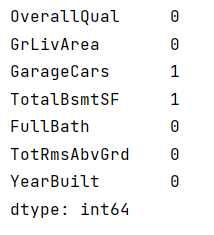 OverallQual 0
GrLivArea 0
GarageCars 1
TotalBsmtSF 1
FullBath 0
TotRmsAbvGrd 0
YearBuilt 0
dtype: int64